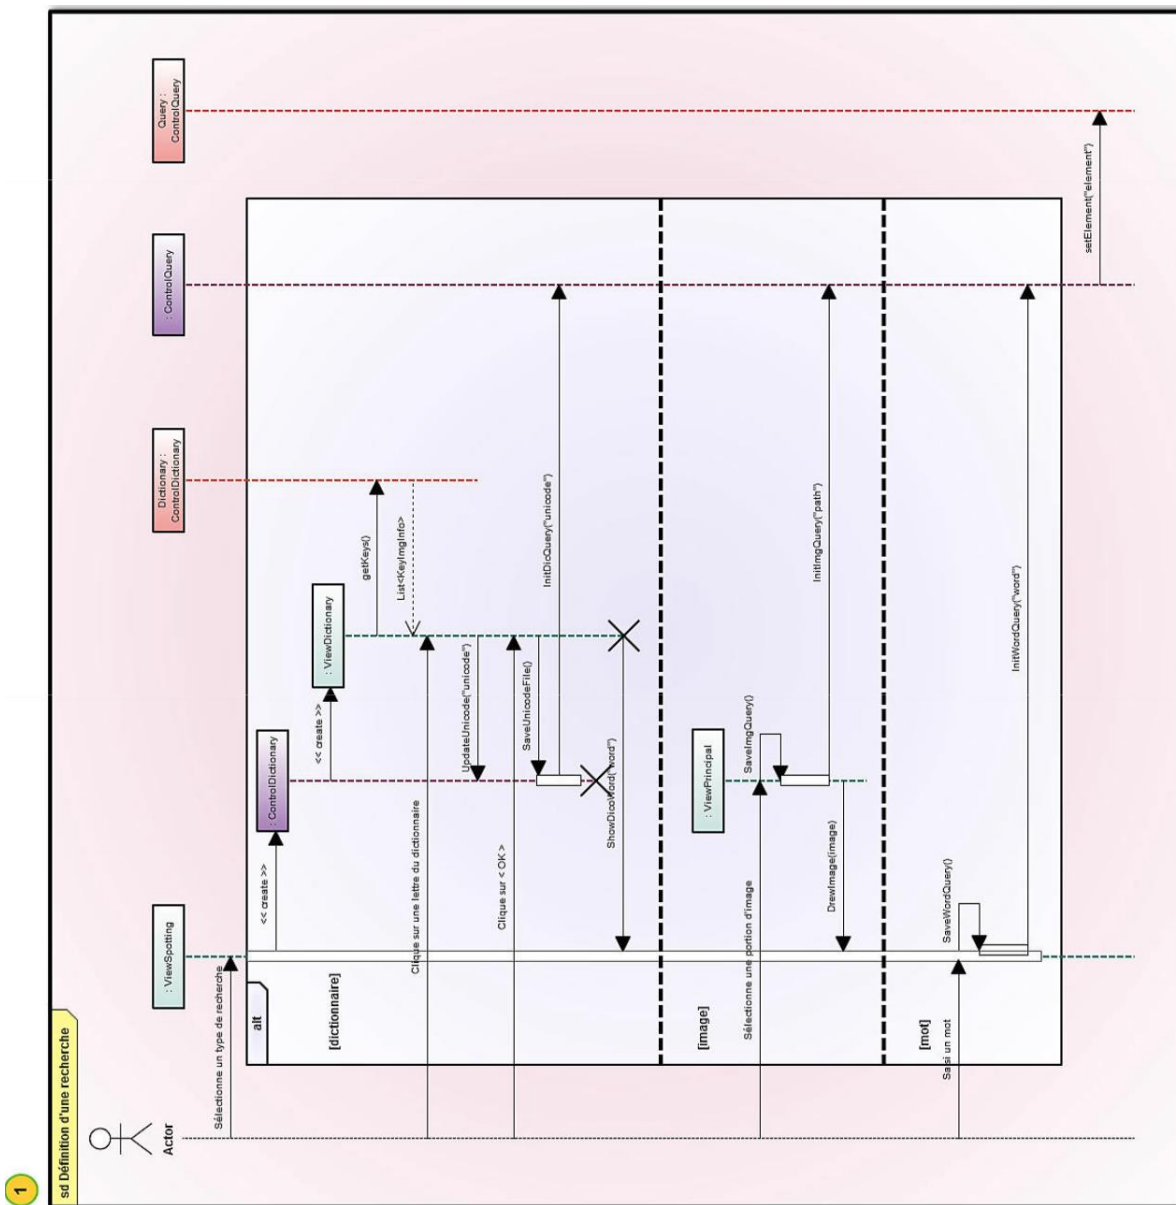 1
sd Définition d'une recherche
Actor
: ViewSpotting
: ControlDictionary
: ViewDictionary
Dictionary :
ControlDictionary
: ControlQuery
Query :
ControlQuery
Sélectionne un type de recherche
alt
[dictionnaire]
<< create >>
<< create >>
getKeys()
List<KeyImgInfo>
Clique sur une lettre du dictionnaire
UpdateUnicode("unicode")
Clique sur < OK >
SaveUnicodeFile()
InitDicQuery("unicode")
ShowDicoWord("word")
[image]
: ViewPrincipal
Sélectionne une portion d'image
SaveImgQuery()
InitImgQuery("path")
DrewImage(image)
[mot]
Saisi un mot
SaveWordQuery()
InitWordQuery("word")
setElement("element")